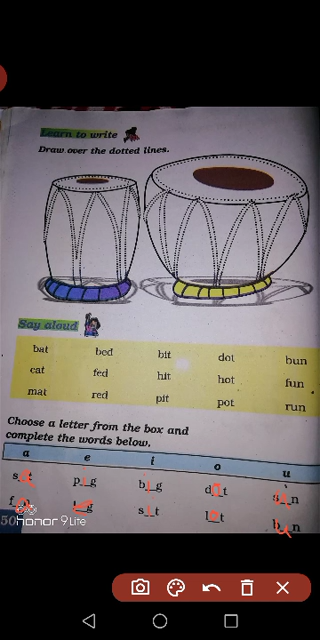 Learn to write
Draw over the dotted lines.
Say aloud
bat bed bit dot bun
cat fed hit hot fun
mat red pit pot run
Choose a letter from the box and
complete the words below.
a e i o u
s t p i g b i g d o t s u n
s i t l o t b u n
50
honor 9 Lite